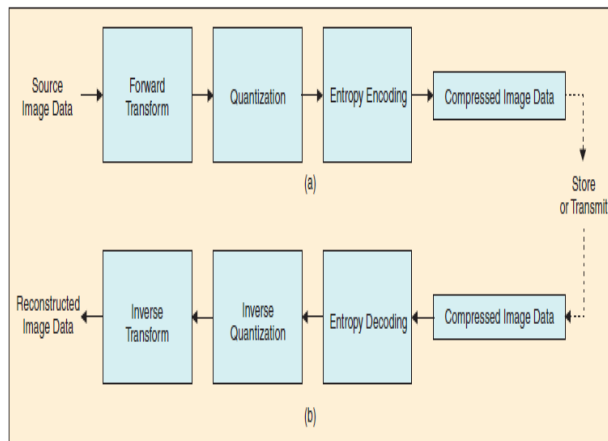 Source
Image Data
Forward
Transform
Quantization
Entropy Encoding
Compressed Image Data
(a)
Store
or Transmit
Reconstructed
Image Data
Inverse
Transform
Inverse
Quantization
Entropy Decoding
Compressed Image Data
(b)